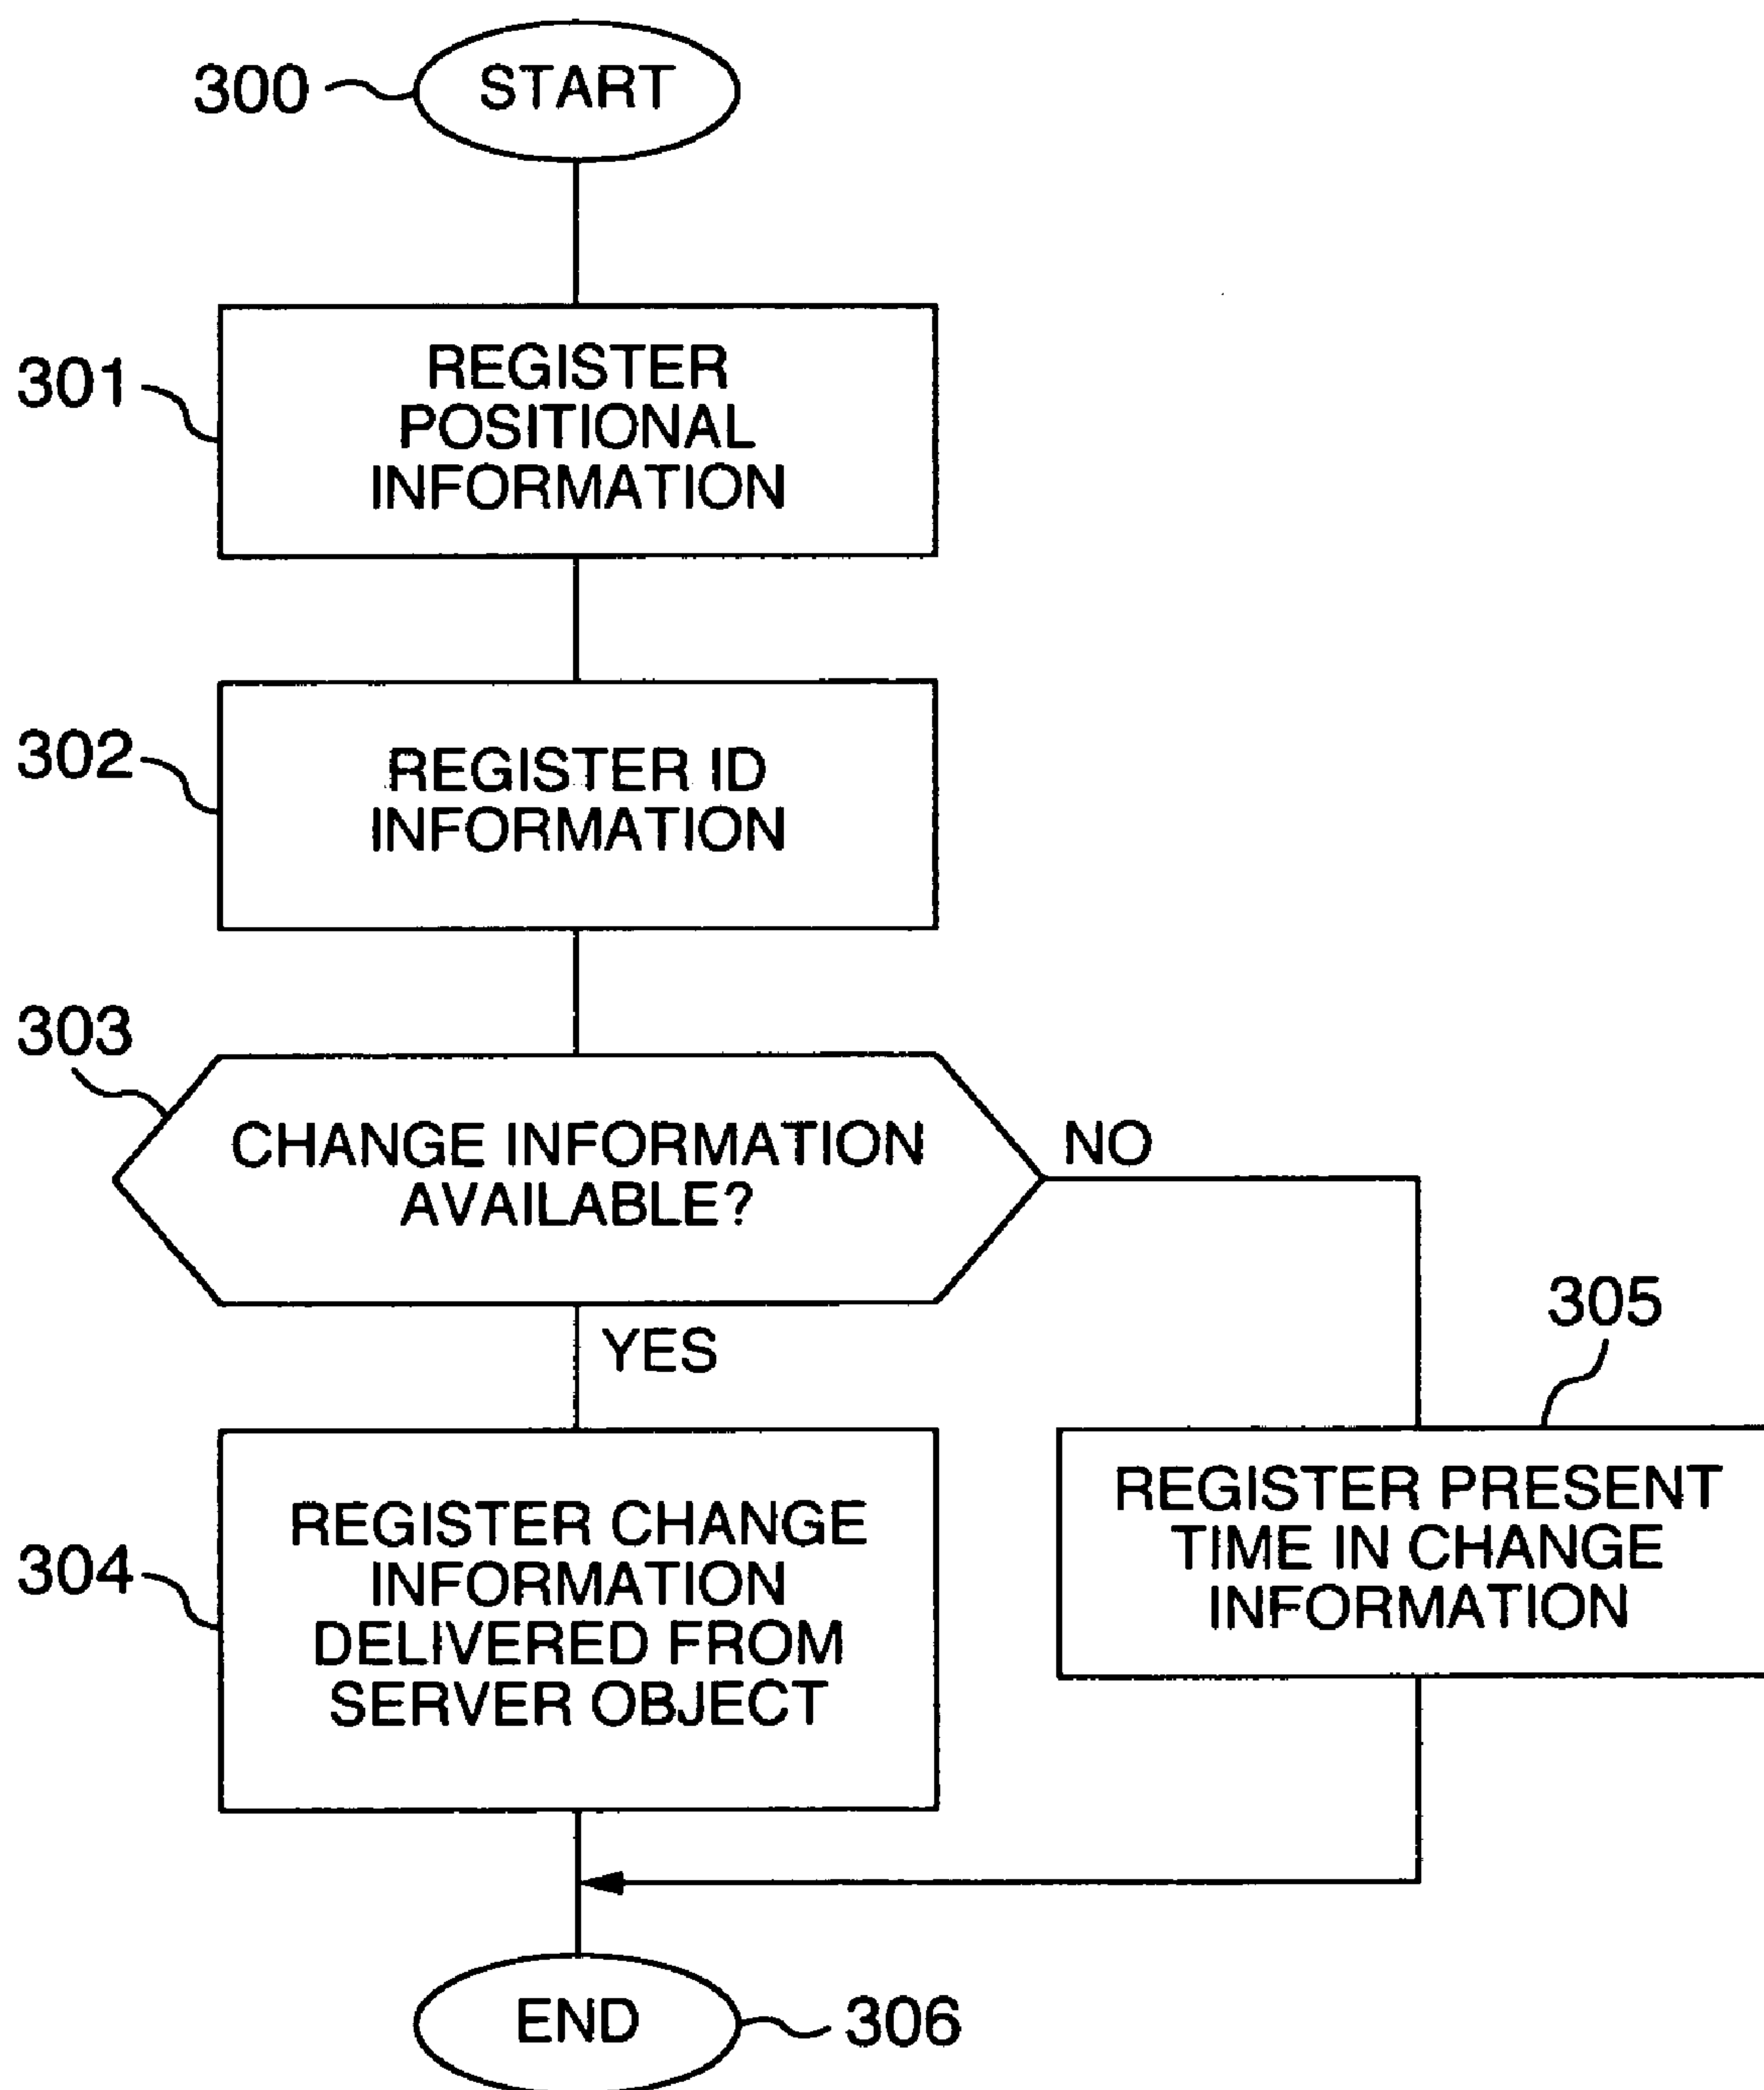 300
START
301
REGISTER
POSITIONAL
INFORMATION
302
REGISTER ID
INFORMATION
303
CHANGE INFORMATION
AVAILABLE?
NO
YES
304
REGISTER CHANGE
INFORMATION
DELIVERED FROM
SERVER OBJECT
305
REGISTER PRESENT
TIME IN CHANGE
INFORMATION
END
306